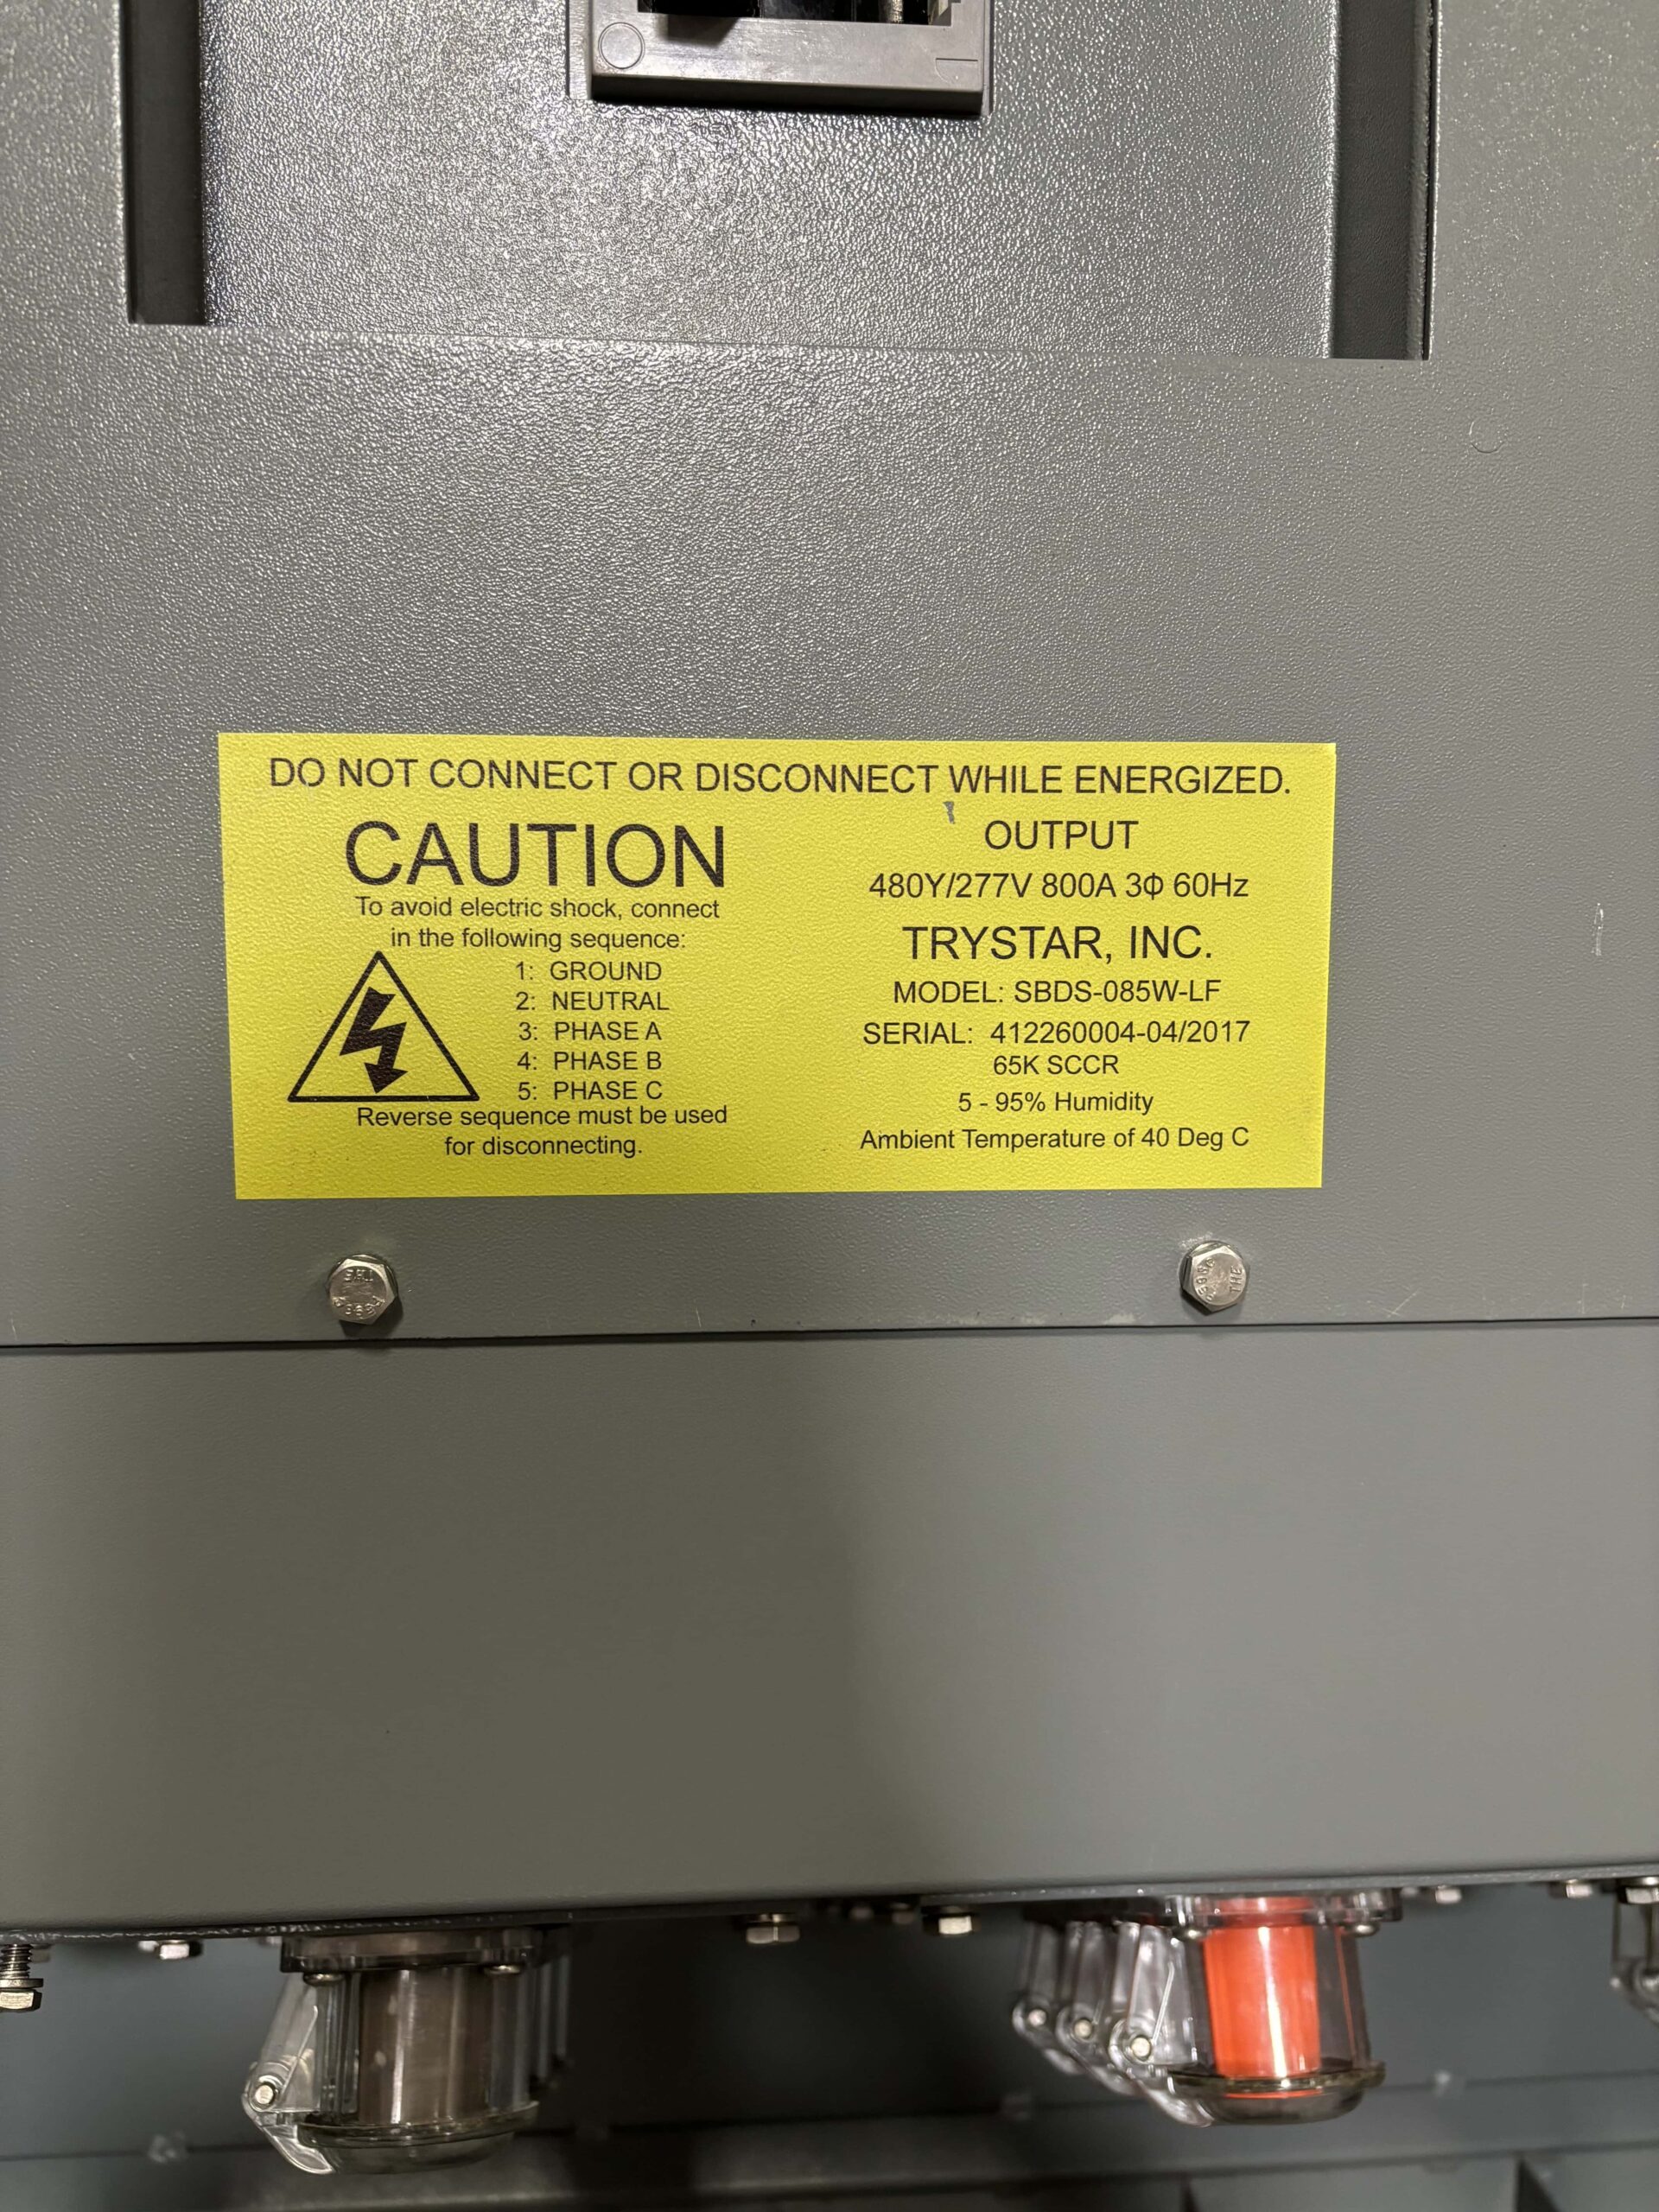 DO NOT CONNECT OR DISCONNECT WHILE ENERGIZED.
CAUTION
To avoid electric shock, connect
in the following sequence:
1: GROUND
2: NEUTRAL
3: PHASE A
4: PHASE B
5: PHASE C
Reverse sequence must be used
for disconnecting.
OUTPUT
480Y/277V 800A 3Φ 60Hz
TRYSTAR, INC.
MODEL: SBDS-085W-LF
SERIAL: 412260004-04/2017
65K SCCR
5 - 95% Humidity
Ambient Temperature of 40 Deg C
THE
THE